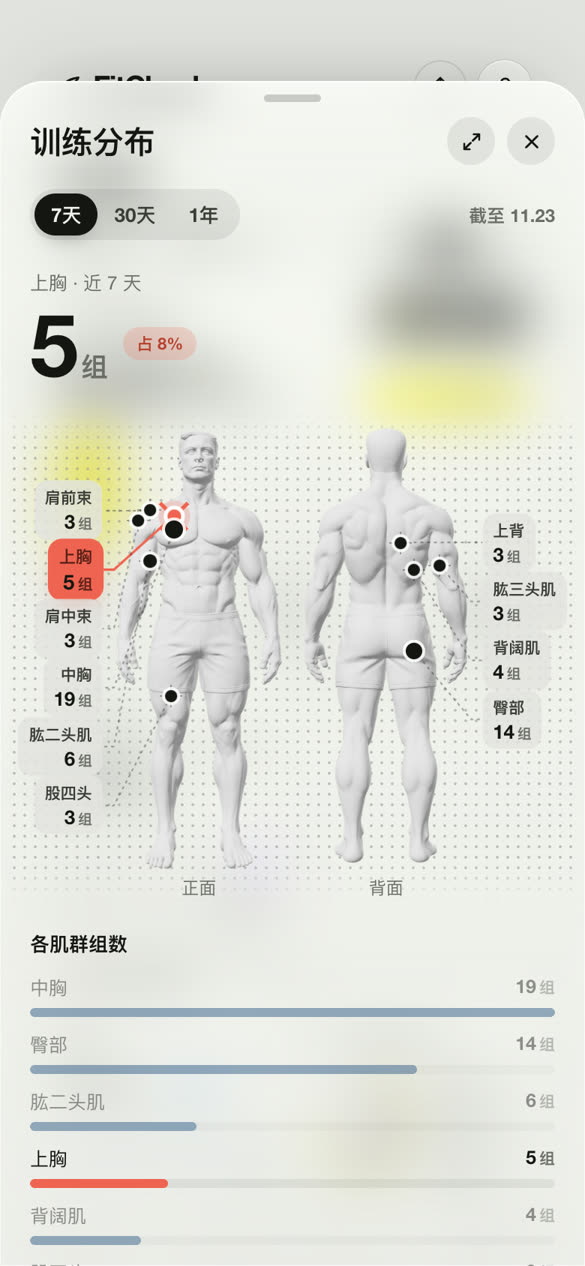 训练分布
7天 30天 1年 截至 11.23
上胸 · 近 7 天
5组 占 8%
肩前束
3 组
上胸
5 组
肩中束
3 组
中胸
19 组
肱二头肌
6 组
股四头
3 组
上背
3 组
肱三头肌
3 组
背阔肌
4 组
臀部
14 组
正面 背面
各肌群组数
中胸 19 组
臀部 14 组
肱二头肌 6 组
上胸 5 组
背阔肌 4 组